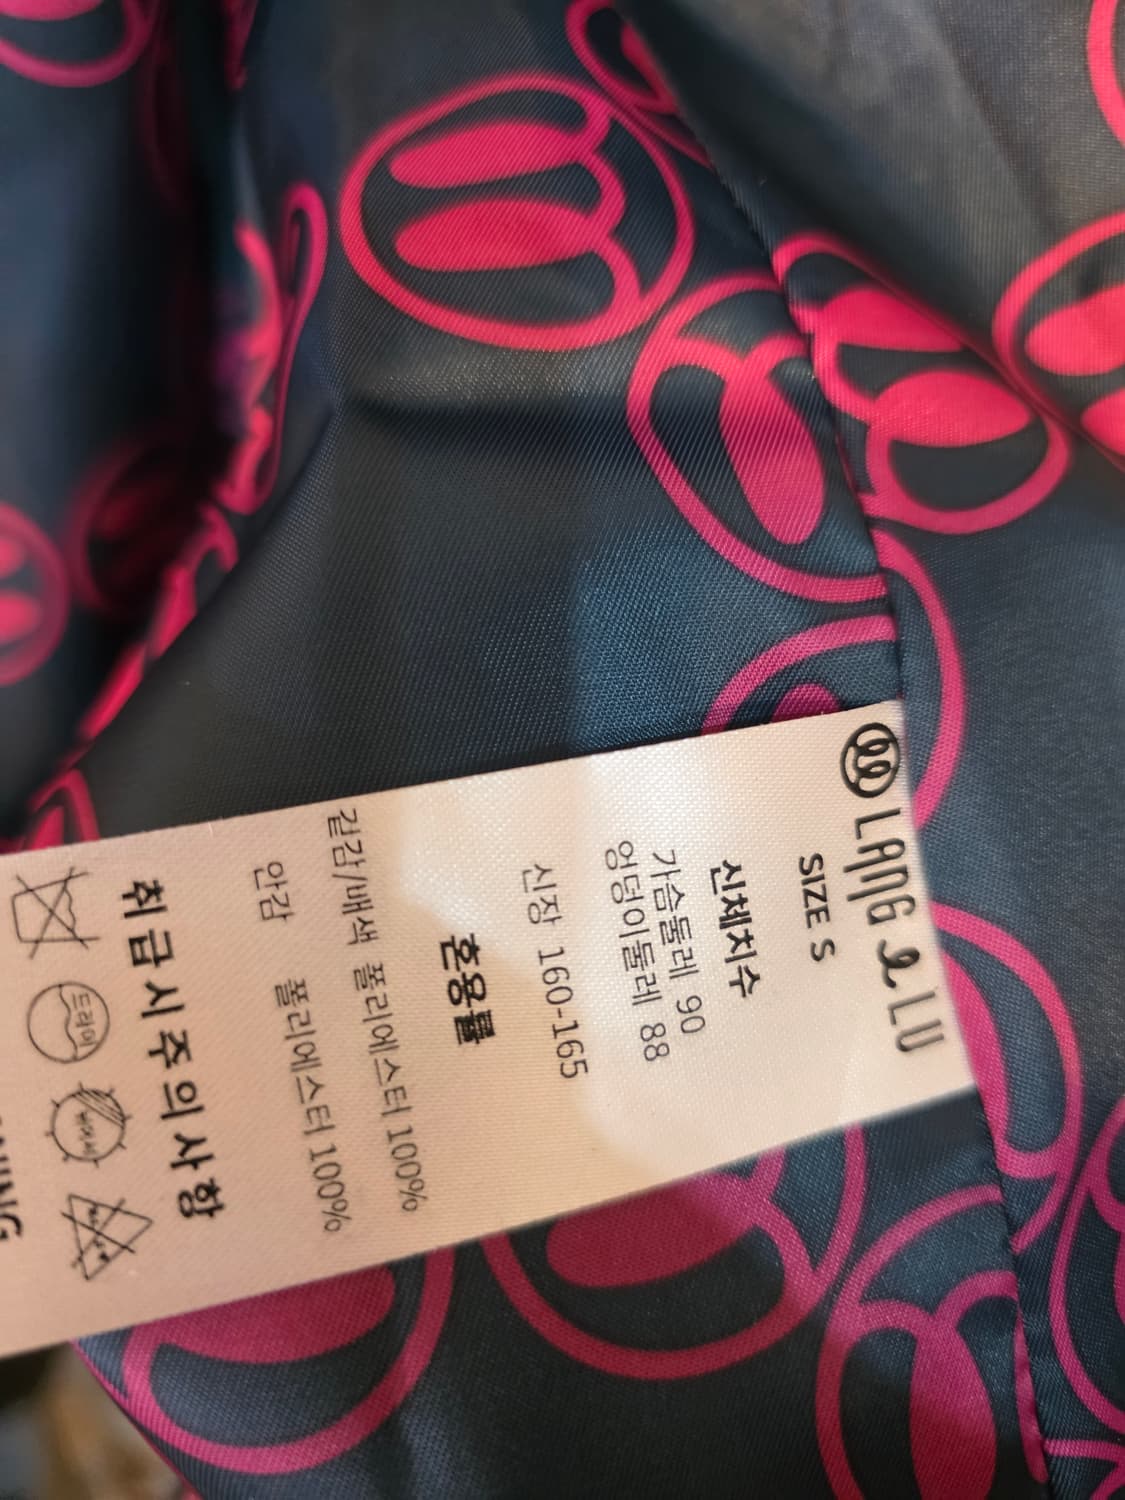 LANG & LU
SIZE S
신체치수
가슴둘레 90
엉덩이둘레 88
신장 160-165
혼용률
겉감/배색 폴리에스터 100%
안감 폴리에스터 100%
취급시주의사항
드라이